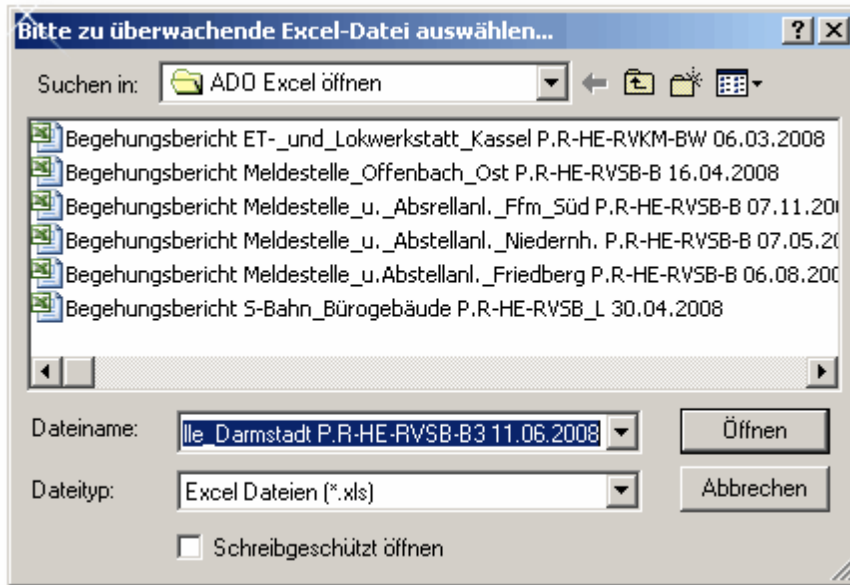 Bitte zu überwachende Excel-Datei auswählen...
Suchen in: ADO Excel öffnen
Begehungsbericht ET-_und_Lokwerkstatt_Kassel P.R-HE-RVKM-BW 06.03.2008
Begehungsbericht Meldestelle_Offenbach_Ost P.R-HE-RVSB-B 16.04.2008
Begehungsbericht Meldestelle_u._Absrellanl._Ffm_Süd P.R-HE-RVSB-B 07.11.20
Begehungsbericht Meldestelle_u._Abstellanl._Niedernh. P.R-HE-RVSB-B 07.05.20
Begehungsbericht Meldestelle_u.Abstellanl._Friedberg P.R-HE-RVSB-B 06.08.200
Begehungsbericht S-Bahn_Bürogebäude P.R-HE-RVSB_L 30.04.2008
Dateiname: lle_Darmstadt P.R-HE-RVSB-B3 11.06.2008 Öffnen
Dateityp: Excel Dateien (*.xls) Abbrechen
Schreibgeschützt öffnen